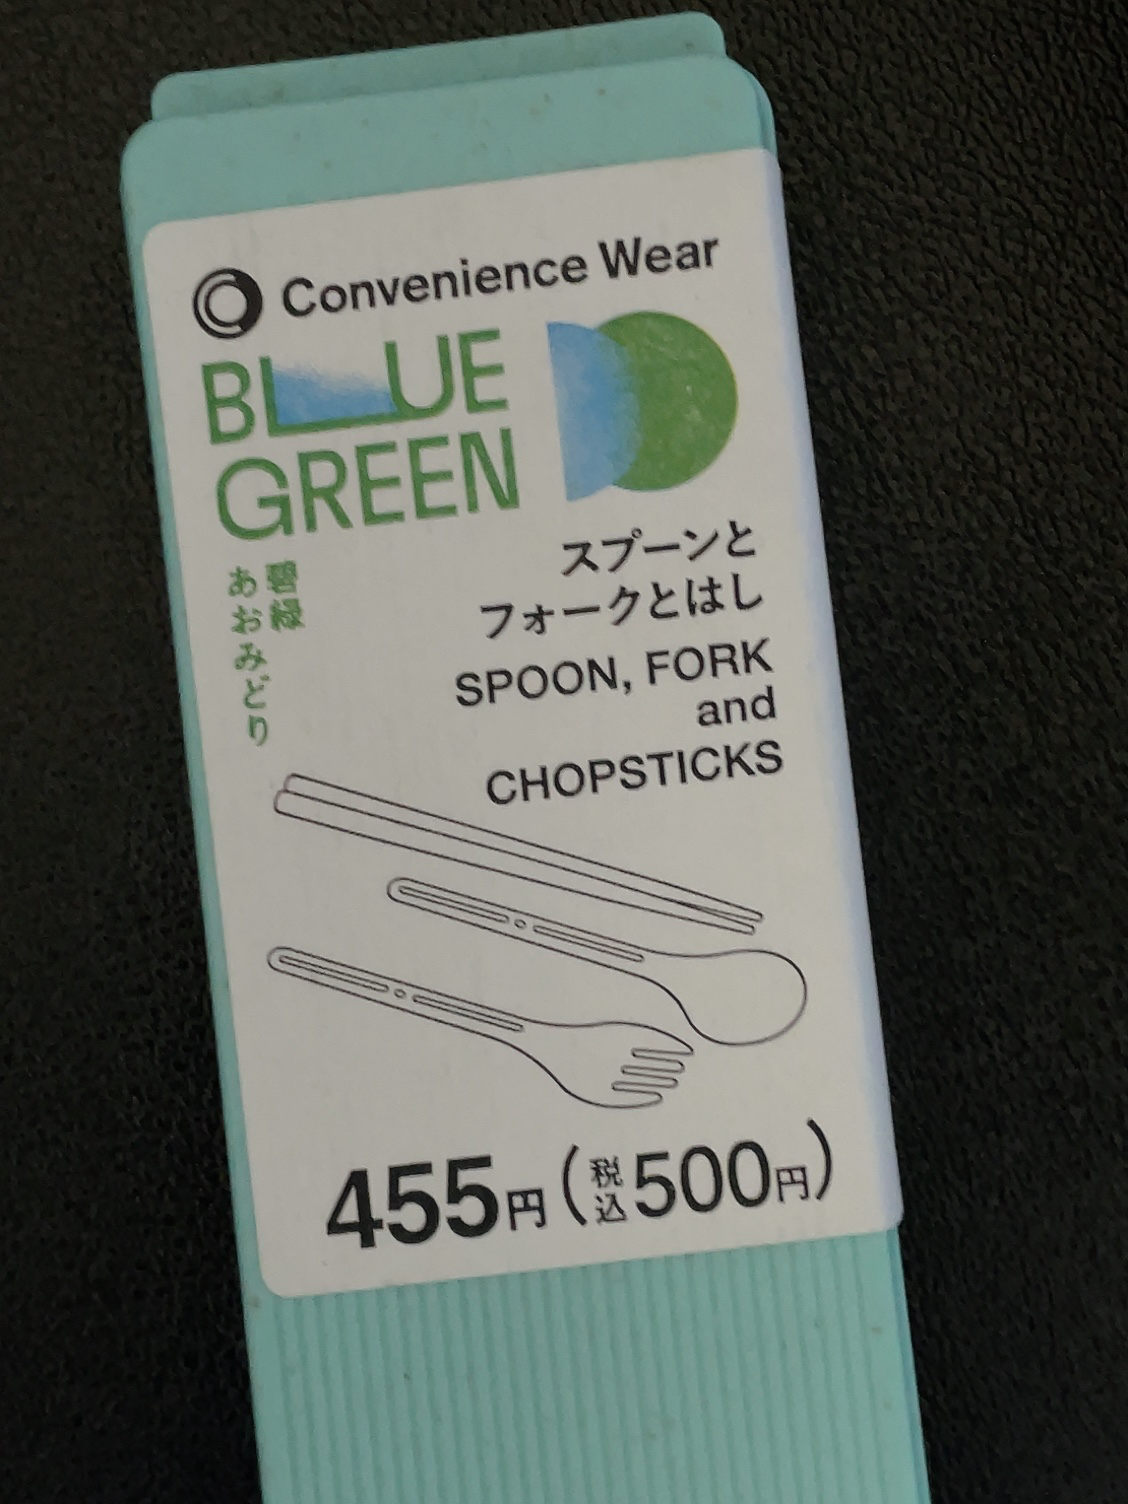 Convenience Wear
BLUE
GREEN
碧緑
あおみどり
スプーンと
フォークとはし
SPOON, FORK
and
CHOPSTICKS
455円(税込500円)